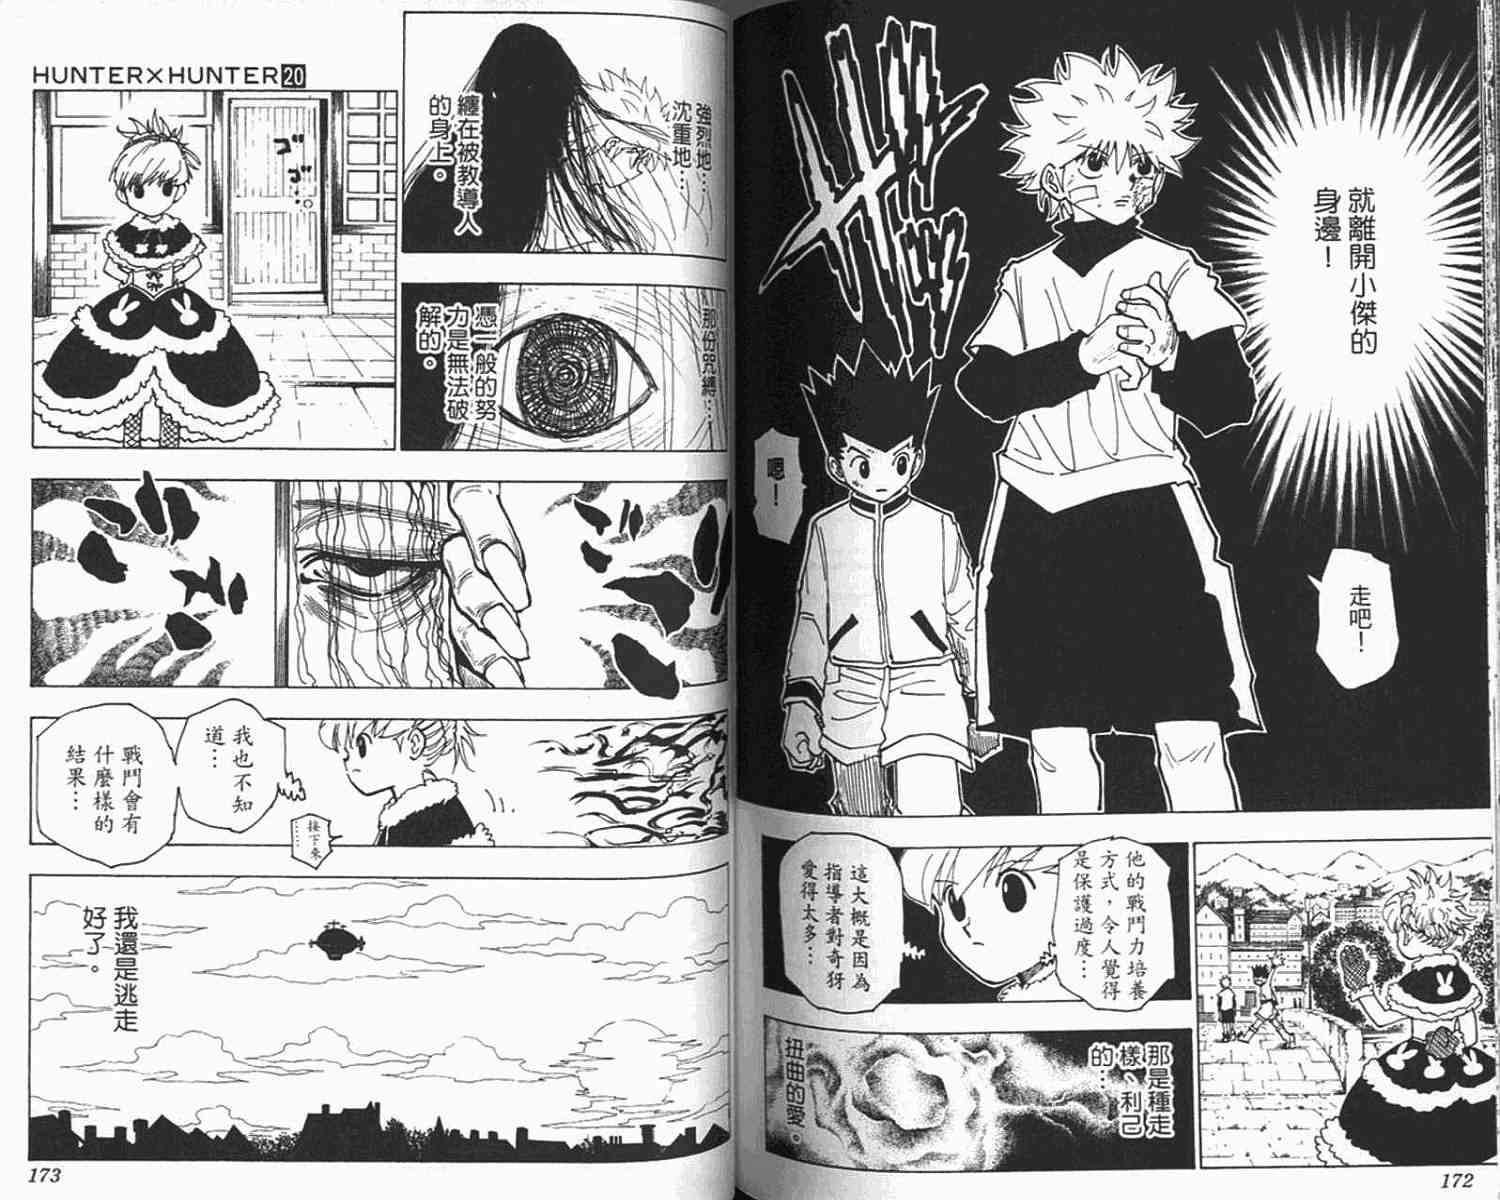 就離開小傑的
身邊！
走吧！
嗯！
他的戰鬥力培養
方式，令人覺得
是保護過度…
這大概是因為
指導者對奇犽
愛得太多…
那是種走
樣、利己
的…
扭曲的愛。
172
HUNTER×HUNTER20
強烈地…
沈重地…
纏在被教導人
的身上。
那份咒縛…
憑一般的努
力是無法破
解的。
ゴゴ…。
我也不知
道…
戰鬥會有
什麼樣的
結果…
接下來
……
我還是逃走
好了。
173